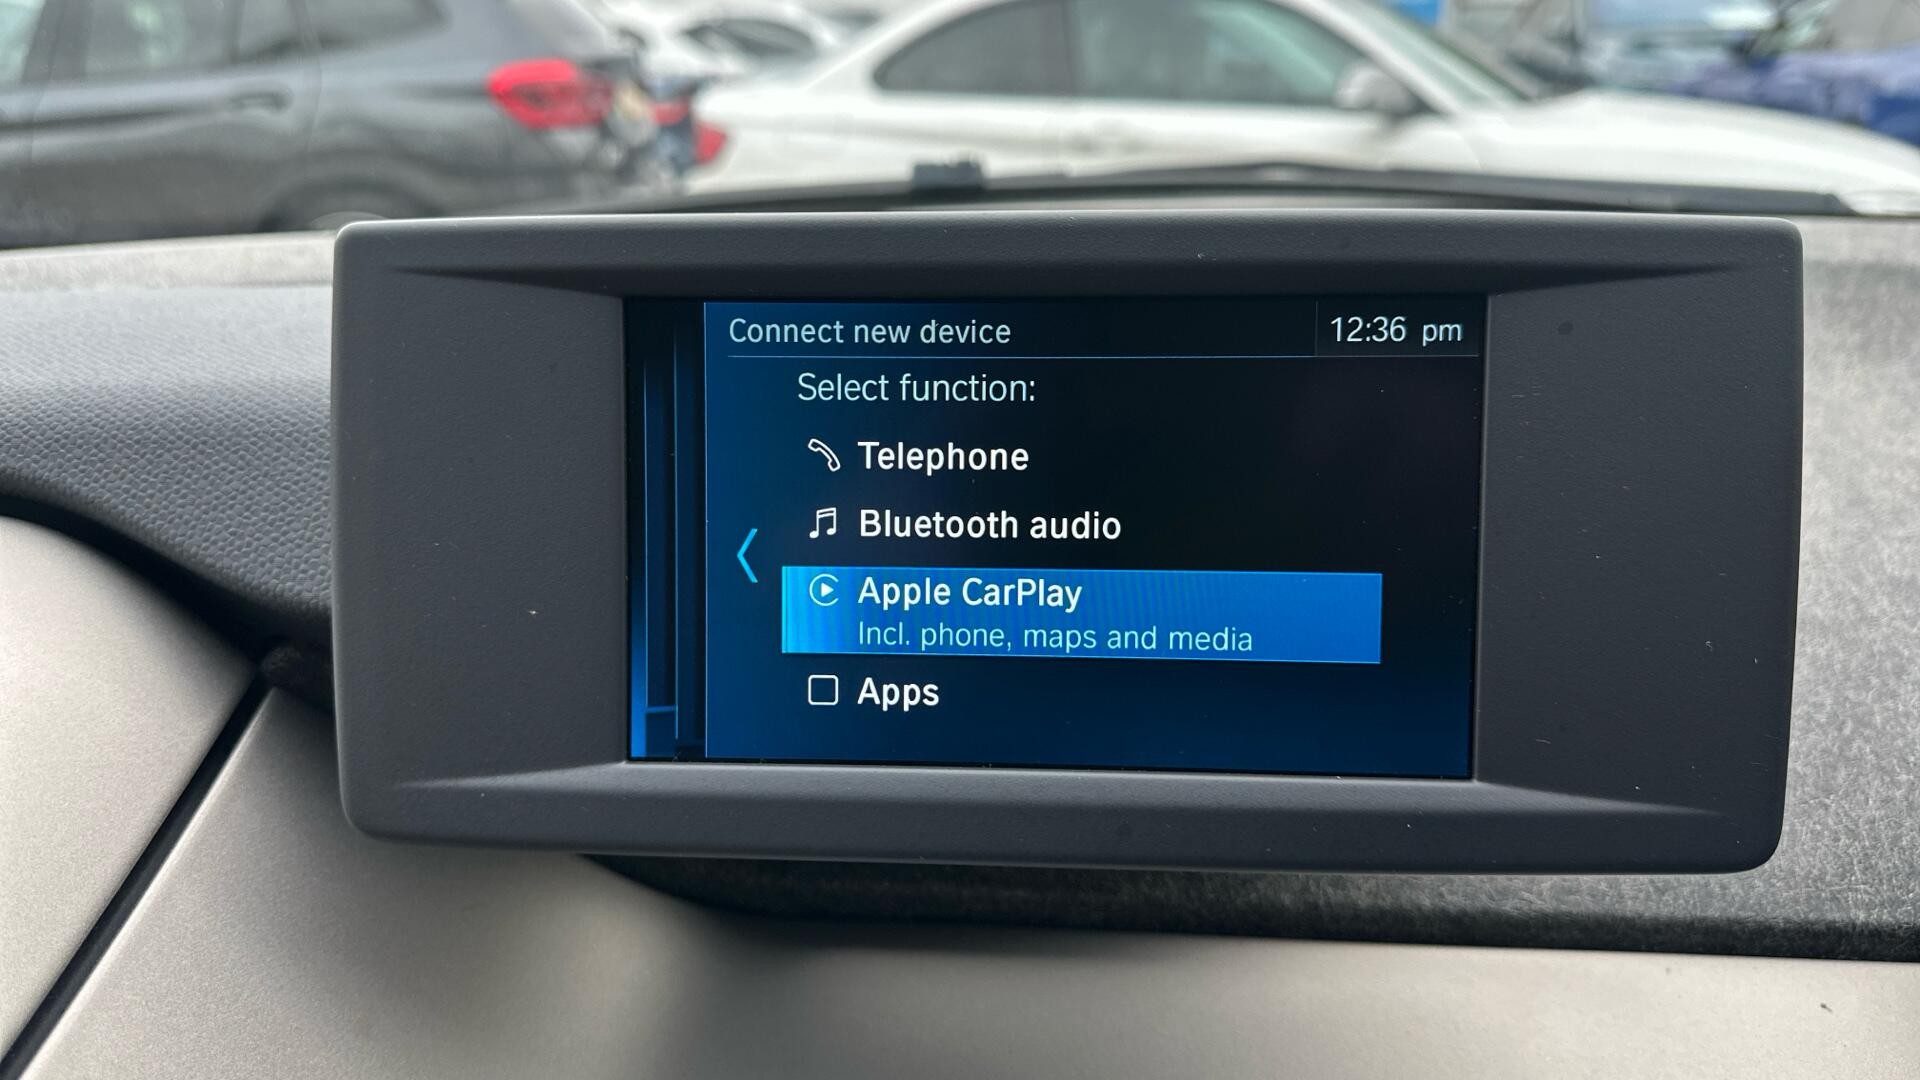 Connect new device
12:36 pm
Select function:
Telephone
Bluetooth audio
Apple CarPlay
Incl. phone, maps and media
Apps